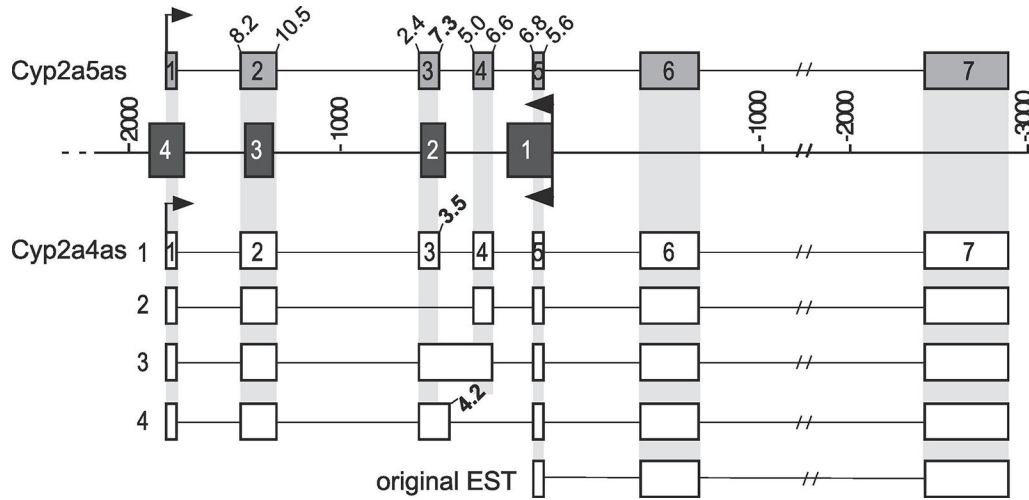 8.2 10.5 2.4 7.3 5.0 6.6 6.8 5.6
Cyp2a5as 1 2 3 4 5 6 7
-2000 -1000 -1000 -2000 -3000
4 3 2 1
3.5
Cyp2a4as 1 1 2 3 4 5 6 7
2
3
4.2
4
original EST